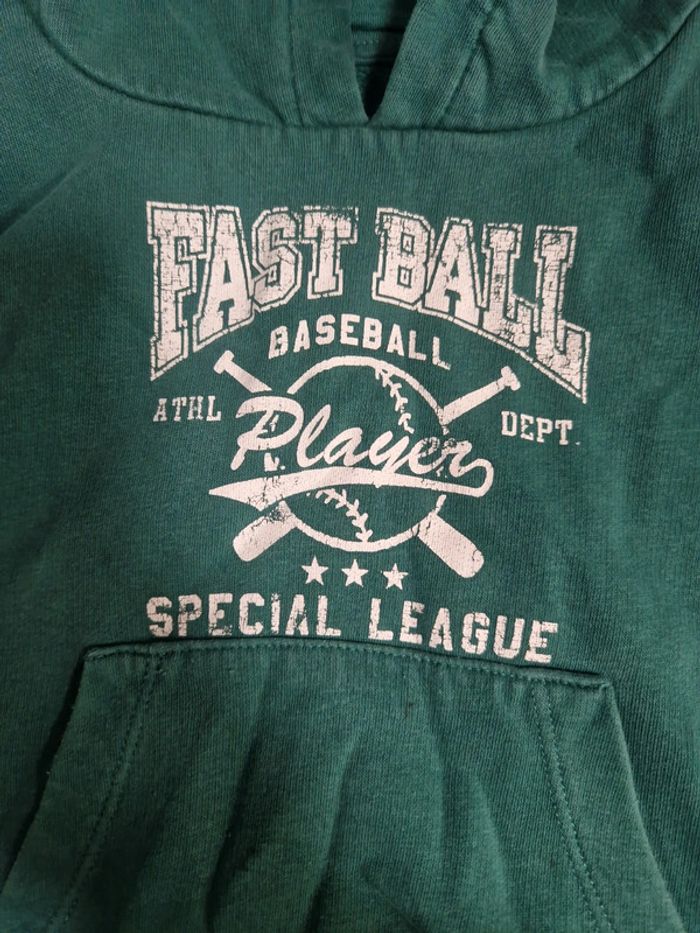 FAST BALL
BASEBALL
ATHL DEPT.
Player
SPECIAL LEAGUE